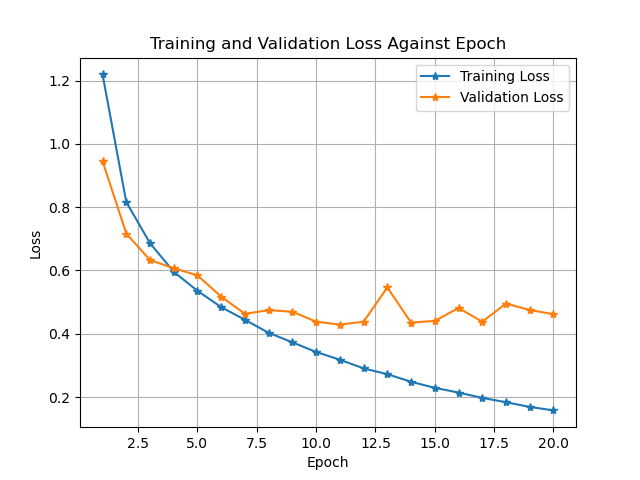 Training and Validation Loss Against Epoch
Training Loss
Validation Loss
Loss
1.2
1.0
0.8
0.6
0.4
0.2
2.5 5.0 7.5 10.0 12.5 15.0 17.5 20.0
Epoch